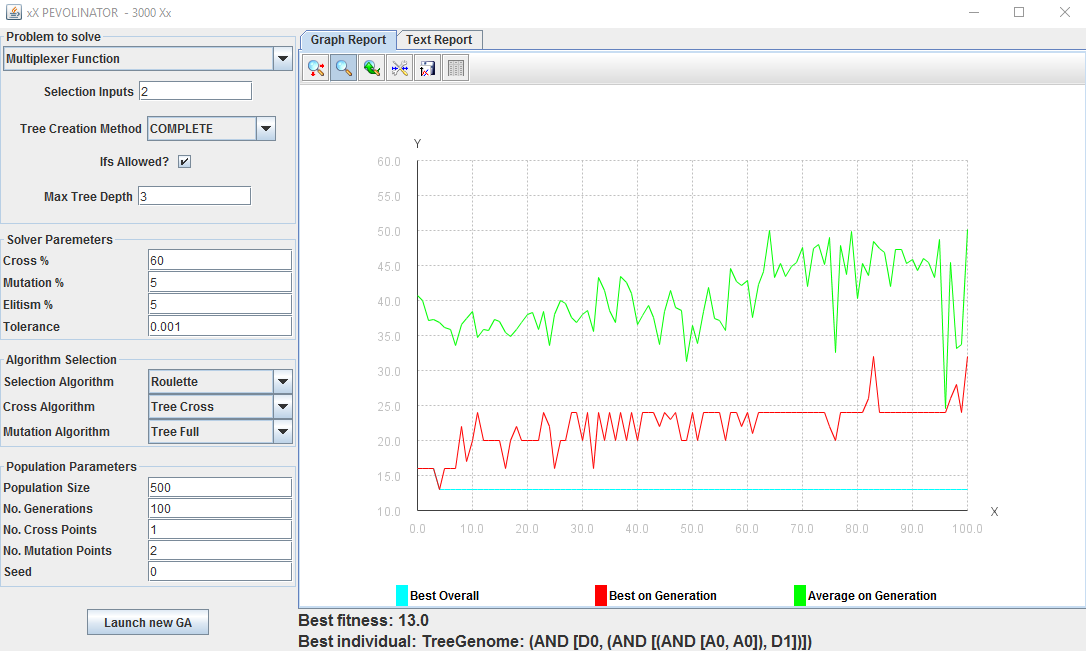 xX PEVOLINATOR - 3000 Xx
Problem to solve
Multiplexer Function
Selection Inputs 2
Tree Creation Method COMPLETE
Ifs Allowed?
Max Tree Depth 3
Solver Paremeters
Cross % 60
Mutation % 5
Elitism % 5
Tolerance 0.001
Algorithm Selection
Selection Algorithm Roulette
Cross Algorithm Tree Cross
Mutation Algorithm Tree Full
Population Parameters
Population Size 500
No. Generations 100
No. Cross Points 1
No. Mutation Points 2
Seed 0
Launch new GA
Graph Report Text Report
Y
60.0
55.0
50.0
45.0
40.0
35.0
30.0
25.0
20.0
15.0
10.0
0.0 10.0 20.0 30.0 40.0 50.0 60.0 70.0 80.0 90.0 100.0
X
Best Overall Best on Generation Average on Generation
Best fitness: 13.0
Best individual: TreeGenome: (AND [D0, (AND [(AND [A0, A0]), D1])])